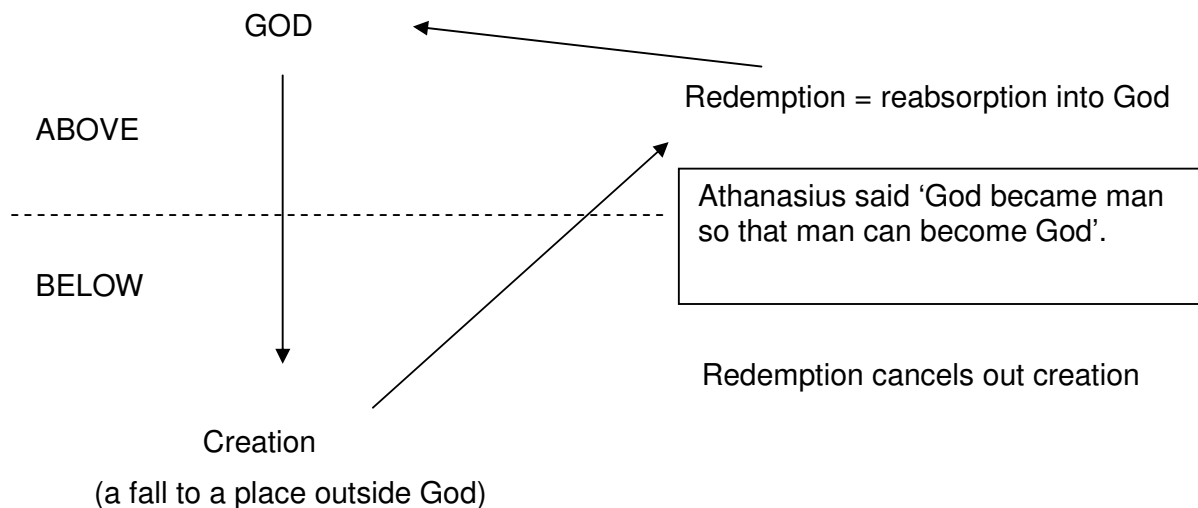 GOD
Redemption = reabsorption into God
ABOVE
Athanasius said ‘God became man
so that man can become God’.
BELOW
Redemption cancels out creation
Creation
(a fall to a place outside God)